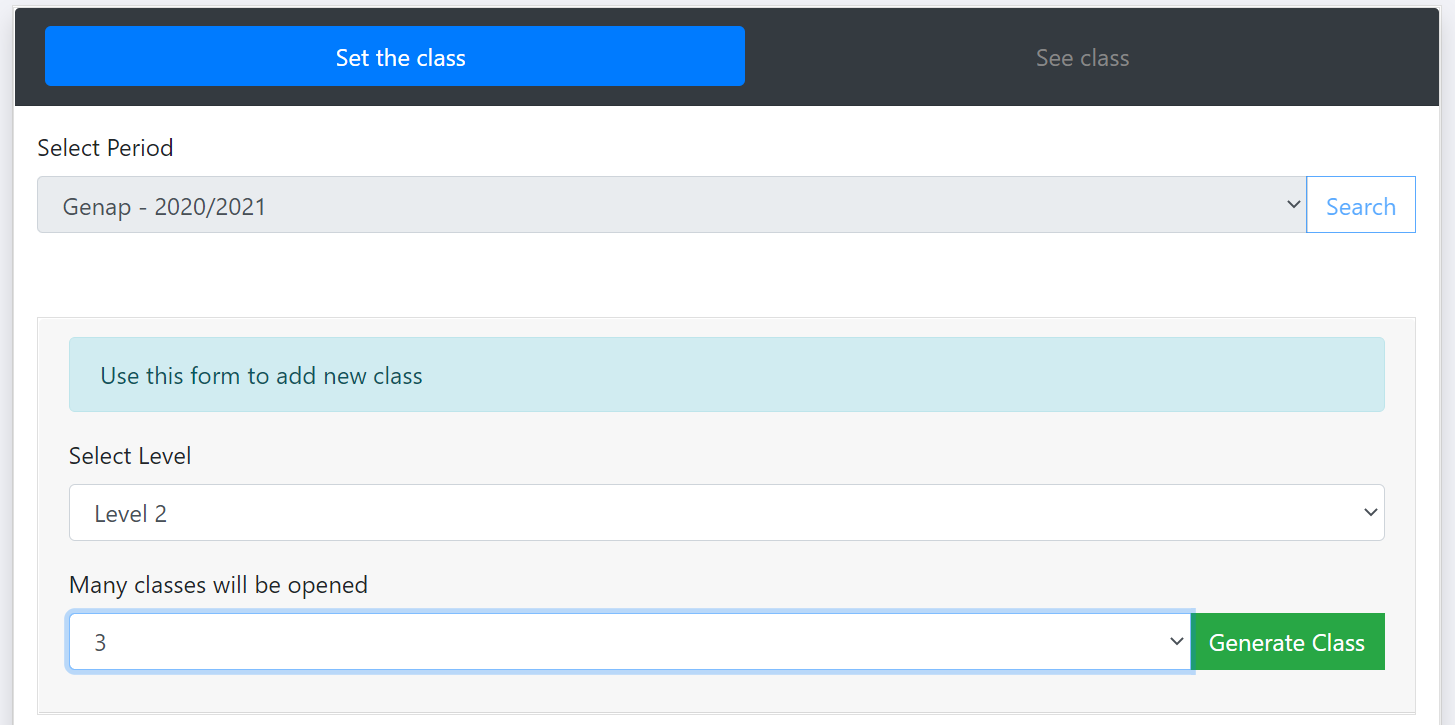 Set the class
See class
Select Period
Genap - 2020/2021
Search
Use this form to add new class
Select Level
Level 2
Many classes will be opened
3
Generate Class